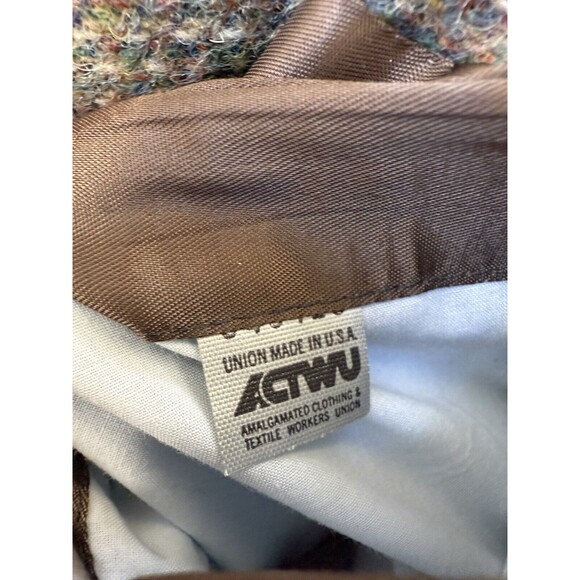 UNION MADE IN U.S.A.
ACTWU
AMALGAMATED CLOTHING &
TEXTILE WORKERS UNION